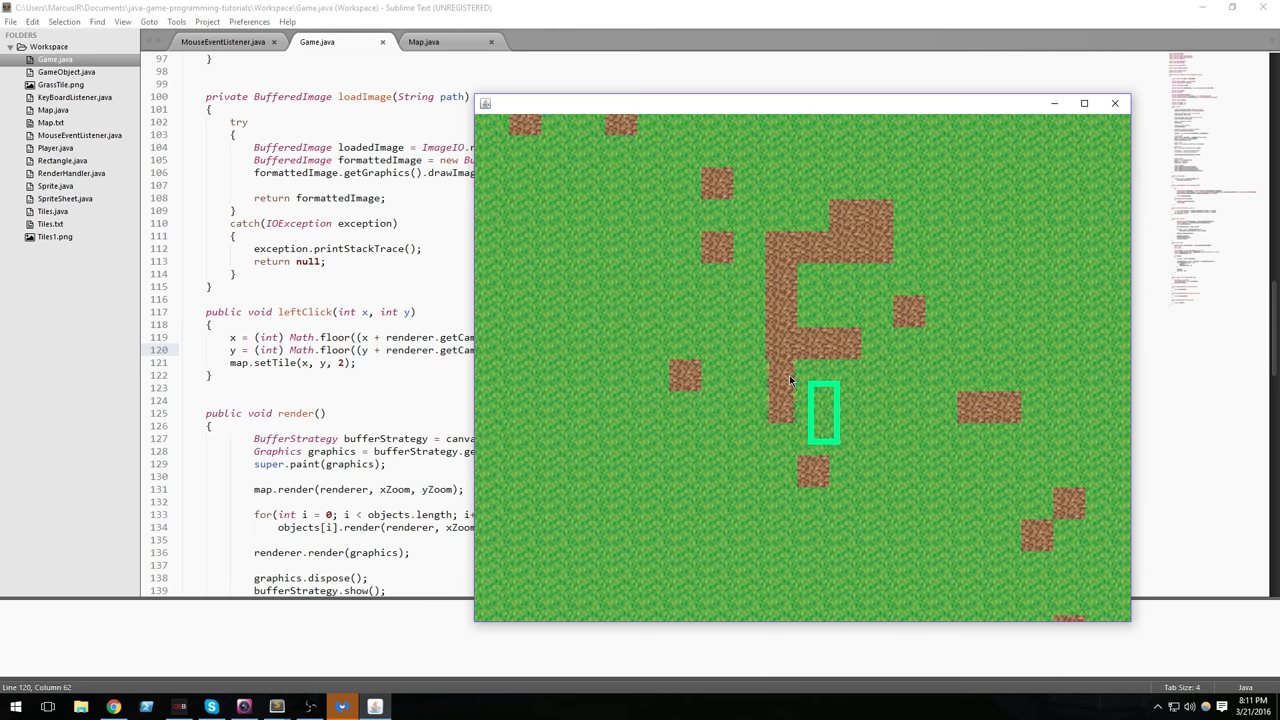 C:\Users\MarcusJR\Documents\java-game-programming-tutorials\Workspace\Game.java (Workspace) - Sublime Text (UNREGISTERED)
File Edit Selection Find View Goto Tools Project Preferences Help
FOLDERS
Workspace
Game.java
GameObject.java
GrassTile.png
KeyBoardListener.java
Map.java
Map.txt
MouseEventListener.java
Player.java
Rectangle.java
RenderHandler.java
Sprite.java
SpriteSheet.java
Tiles.java
Tiles.txt
Tiles1.png
MouseEventListener.java Game.java Map.java
97 }
98
99
100 private BufferedImage loadImage(String path
101
102 try
103 {
104 BufferedImage loadedImage = Image
105 BufferedImage formattedImage = new
106 formattedImage.getGraphics().draw
107
108 return formattedImage;
109 }
110 catch(IOException exception)
111
112 exception.printStackTrace
113 return null;
114 }
115 }
116
117 public void leftClick(int x, int y)
118 {
119 x = (int) Math.floor((x + renderer.getCam
120 y = (int) Math.floor((y + renderer.getCam
121 map.setTile(x, y, 2);
122 }
123
124
125 public void render()
126 {
127 BufferStrategy bufferStrategy = canva
128 Graphics graphics = bufferStrategy.ge
129 super.paint(graphics);
130
131 map.render(renderer, xZoom, yZoom);
132
133 for(int i = 0; i < objects.length; i+
134 objects[i].render(renderer, xZoom
135
136 renderer.render(graphics);
137
138 graphics.dispose();
139 bufferStrategy.show();
Line 120, Column 62 Tab Size: 4 Java
8:11 PM
3/21/2016